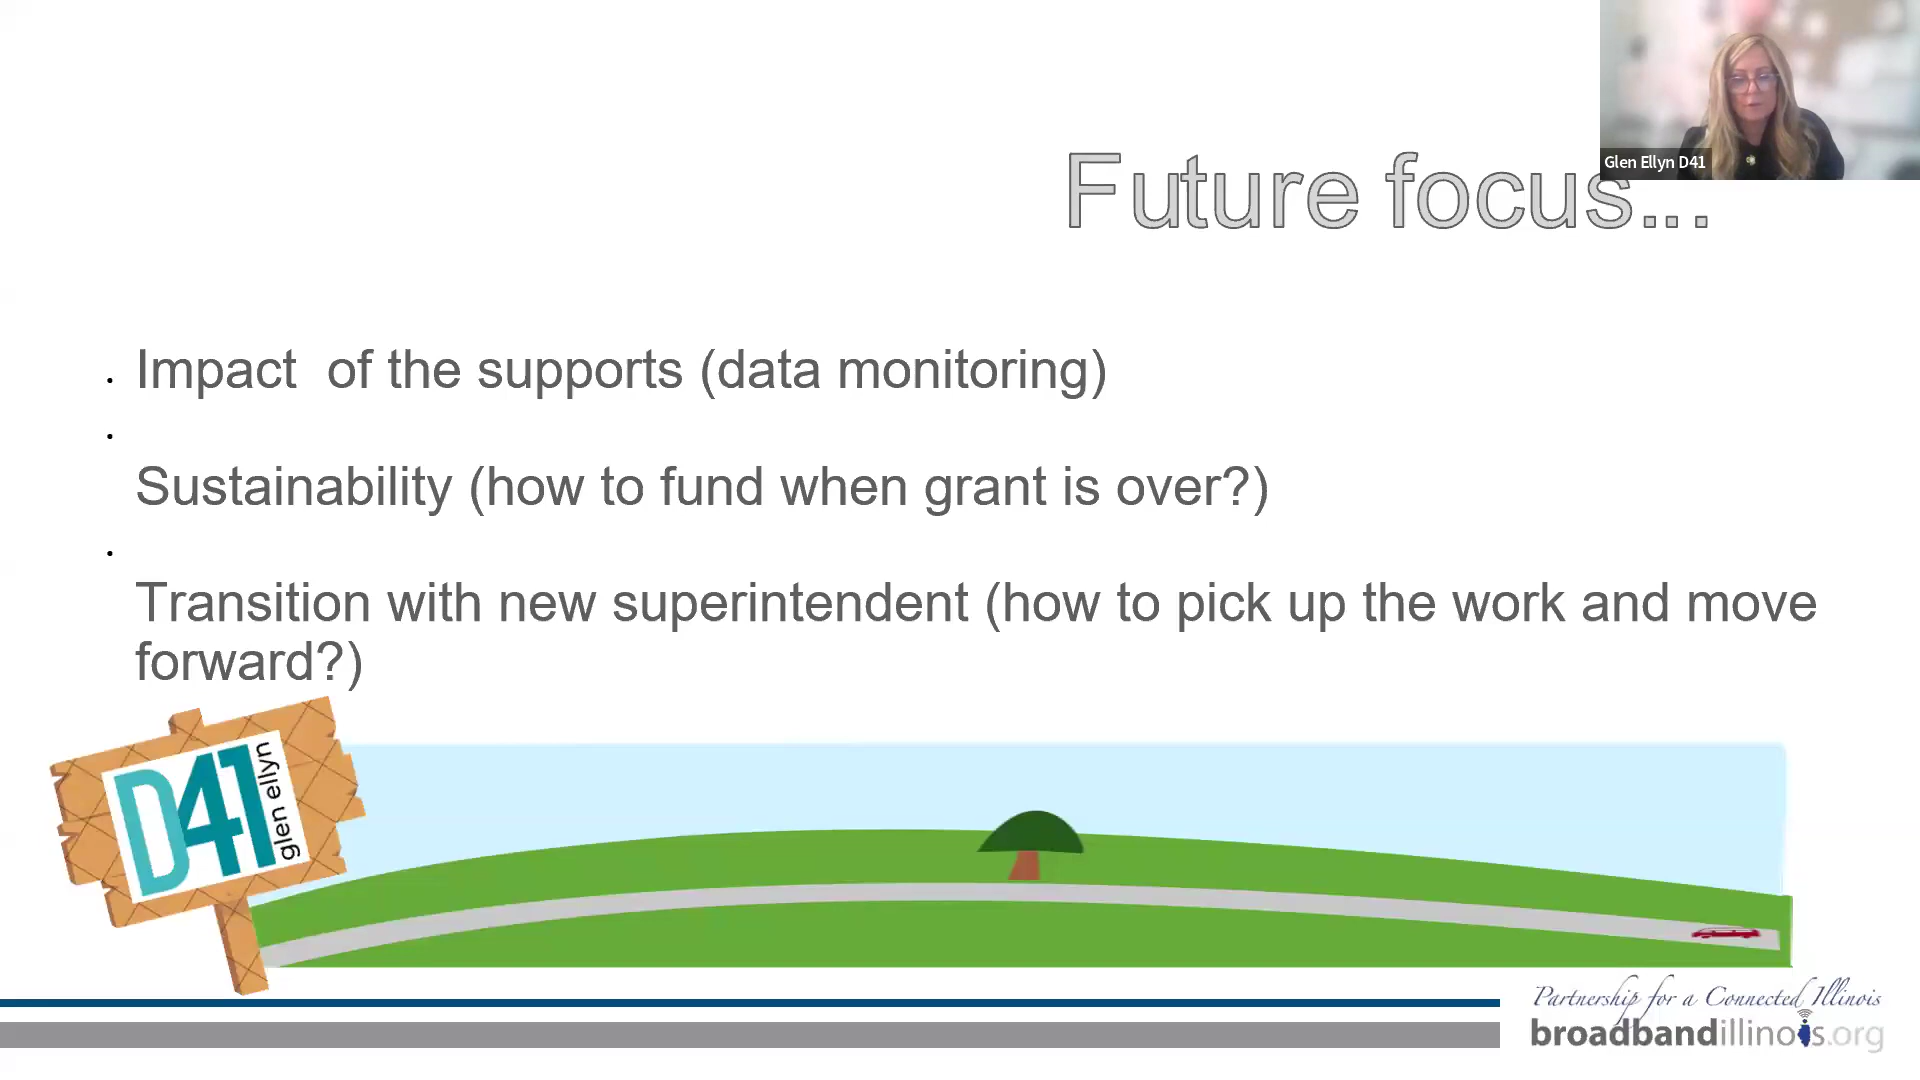 Glen Ellyn D41
Future focus...
• Impact of the supports (data monitoring)
•
Sustainability (how to fund when grant is over?)
•
Transition with new superintendent (how to pick up the work and move
forward?)
D41
glen ellyn
Partnership for a Connected Illinois
broadbandillinois.org